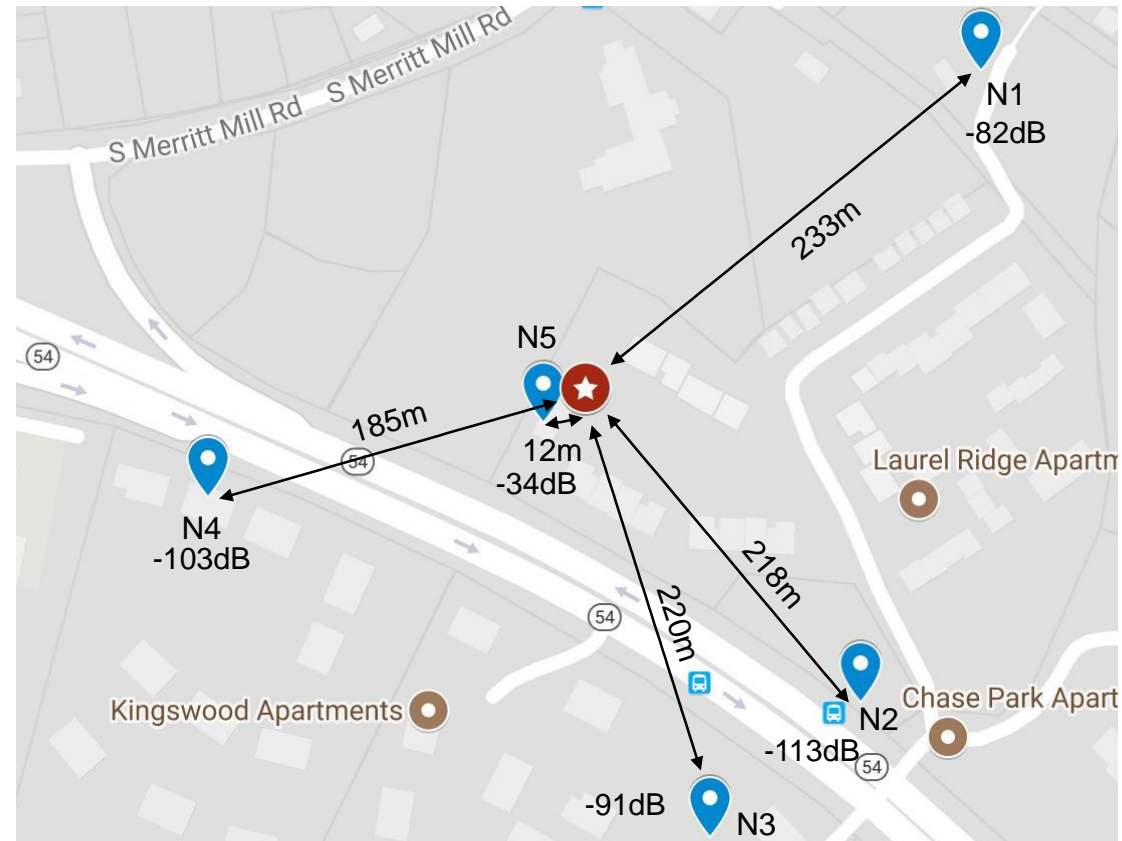 S Merritt Mill Rd
S Merritt Mill Rd
N1
-82dB
233m
54
N5
185m
54
12m
-34dB
Laurel Ridge Apartm
N4
-103dB
218m
220m
54
Kingswood Apartments
Chase Park Apart
N2
-113dB
54
-91dB
N3